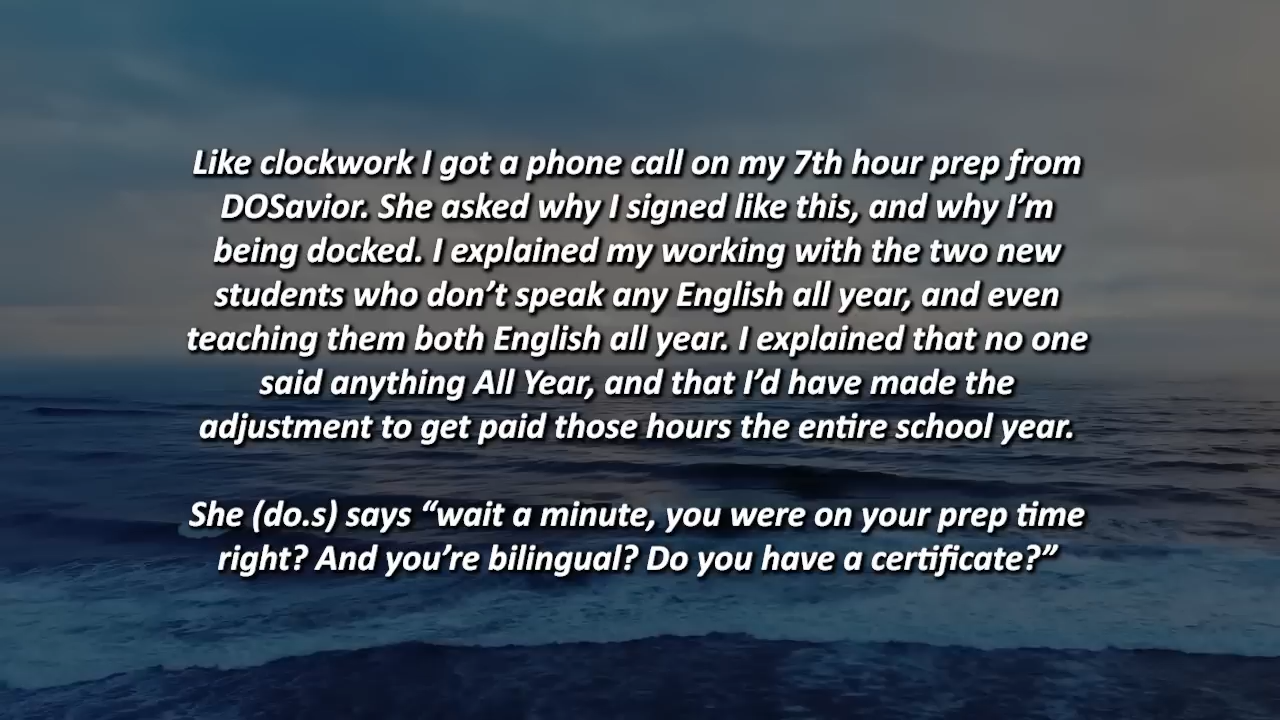 Like clockwork I got a phone call on my 7th hour prep from
DOSavior. She asked why I signed like this, and why I’m
being docked. I explained my working with the two new
students who don’t speak any English all year, and even
teaching them both English all year. I explained that no one
said anything All Year, and that I’d have made the
adjustment to get paid those hours the entire school year.
She (do.s) says “wait a minute, you were on your prep time
right? And you’re bilingual? Do you have a certificate?”